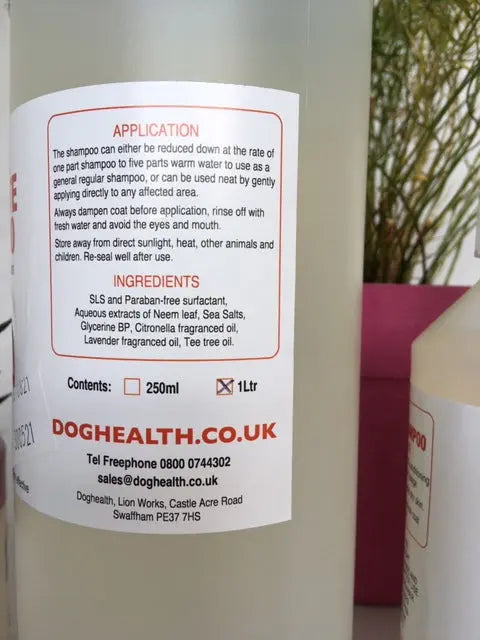 APPLICATION
The shampoo can either be reduced down at the rate of
one part shampoo to five parts warm water to use as a
general regular shampoo, or can be used neat by gently
applying directly to any affected area.
Always dampen coat before application, rinse off with
fresh water and avoid the eyes and mouth.
Store away from direct sunlight, heat, other animals and
children. Re-seal well after use.
INGREDIENTS
SLS and Paraban-free surfactant,
Aqueous extracts of Neem leaf, Sea Salts,
Glycerine BP, Citronella fragranced oil,
Lavender fragranced oil, Tee tree oil.
Contents: 250ml 1Ltr
DOGHEALTH.CO.UK
Tel Freephone 0800 0744302
sales@doghealth.co.uk
Doghealth, Lion Works, Castle Acre Road
Swaffham PE37 7HS